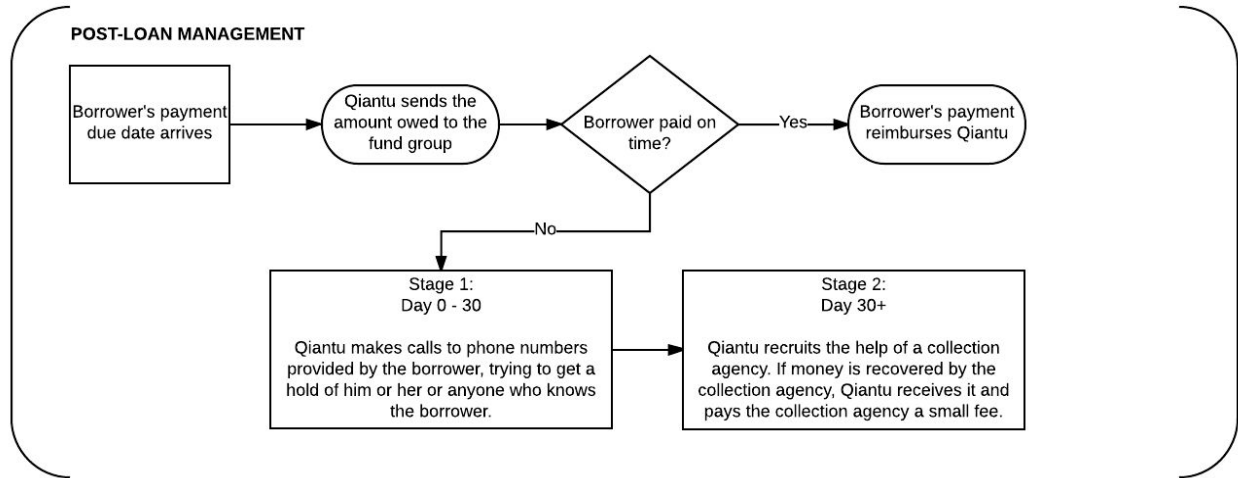 POST-LOAN MANAGEMENT
Borrower's payment
due date arrives
Qiantu sends the
amount owed to the
fund group
Borrower paid on
time?
Yes
Borrower's payment
reimburses Qiantu
No
Stage 1:
Day 0 - 30
Qiantu makes calls to phone numbers
provided by the borrower, trying to get a
hold of him or her or anyone who knows
the borrower.
Stage 2:
Day 30+
Qiantu recruits the help of a collection
agency. If money is recovered by the
collection agency, Qiantu receives it and
pays the collection agency a small fee.